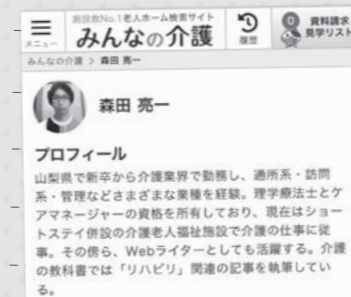 施設数No.1老人ホーム検索サイト
みんなの介護
メニュー
履歴
0
資料請求
見学リスト
みんなの介護 > 森田 亮一
森田 亮一
プロフィール
山梨県で新卒から介護業界で勤務し、通所系・訪問
系・管理などさまざまな業種を経験。理学療法士とケ
アマネージャーの資格を所有しており、現在はショー
トステイ併設の介護老人福祉施設で介護の仕事に従
事。その傍ら、Webライターとしても活躍する。介護
の教科書では「リハビリ」関連の記事を執筆してい
る。